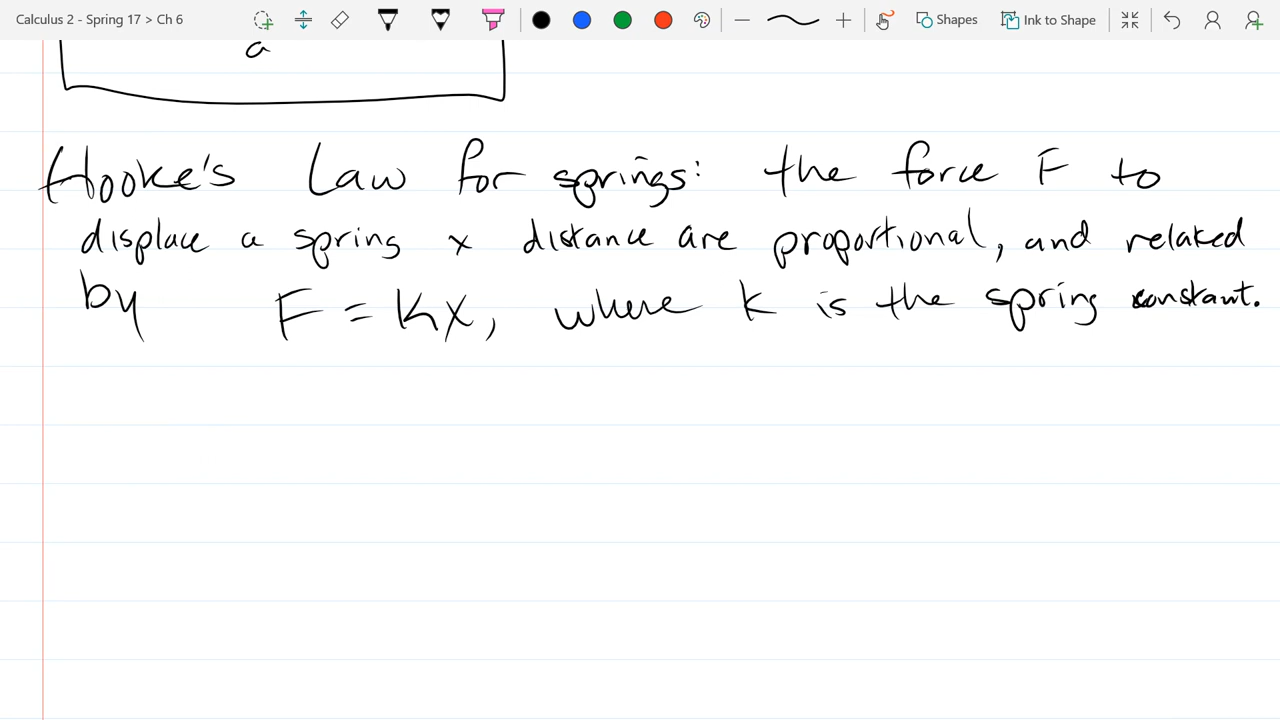 Calculus 2 - Spring 17 > Ch 6
Shapes
Ink to Shape
a
Hooke's Law for springs: the force F to
displace a spring x distance are proportional, and related
by F = kx, where k is the spring constant.